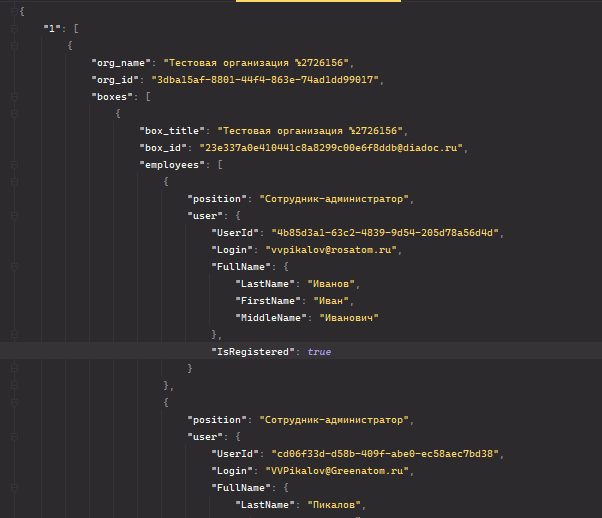 {
"1": [
{
"org_name": "Тестовая организация №2726156",
"org_id": "3dba15af-8801-44f4-863e-74ad1dd99017",
"boxes": [
{
"box_title": "Тестовая организация №2726156",
"box_id": "23e337a0e410441c8a8299c00e6f8ddb@diadoc.ru",
"employees": [
{
"position": "Сотрудник-администратор",
"user": {
"UserId": "4b85d3a1-63c2-4839-9d54-205d78a56d4d",
"Login": "vvpikalov@rosatom.ru",
"FullName": {
"LastName": "Иванов",
"FirstName": "Иван",
"MiddleName": "Иванович"
},
"IsRegistered": true
}
},
{
"position": "Сотрудник-администратор",
"user": {
"UserId": "cd06f33d-d58b-409f-abe0-ec58aec7bd38",
"Login": "VVPikalov@Greenatom.ru",
"FullName": {
"LastName": "Пикалов",